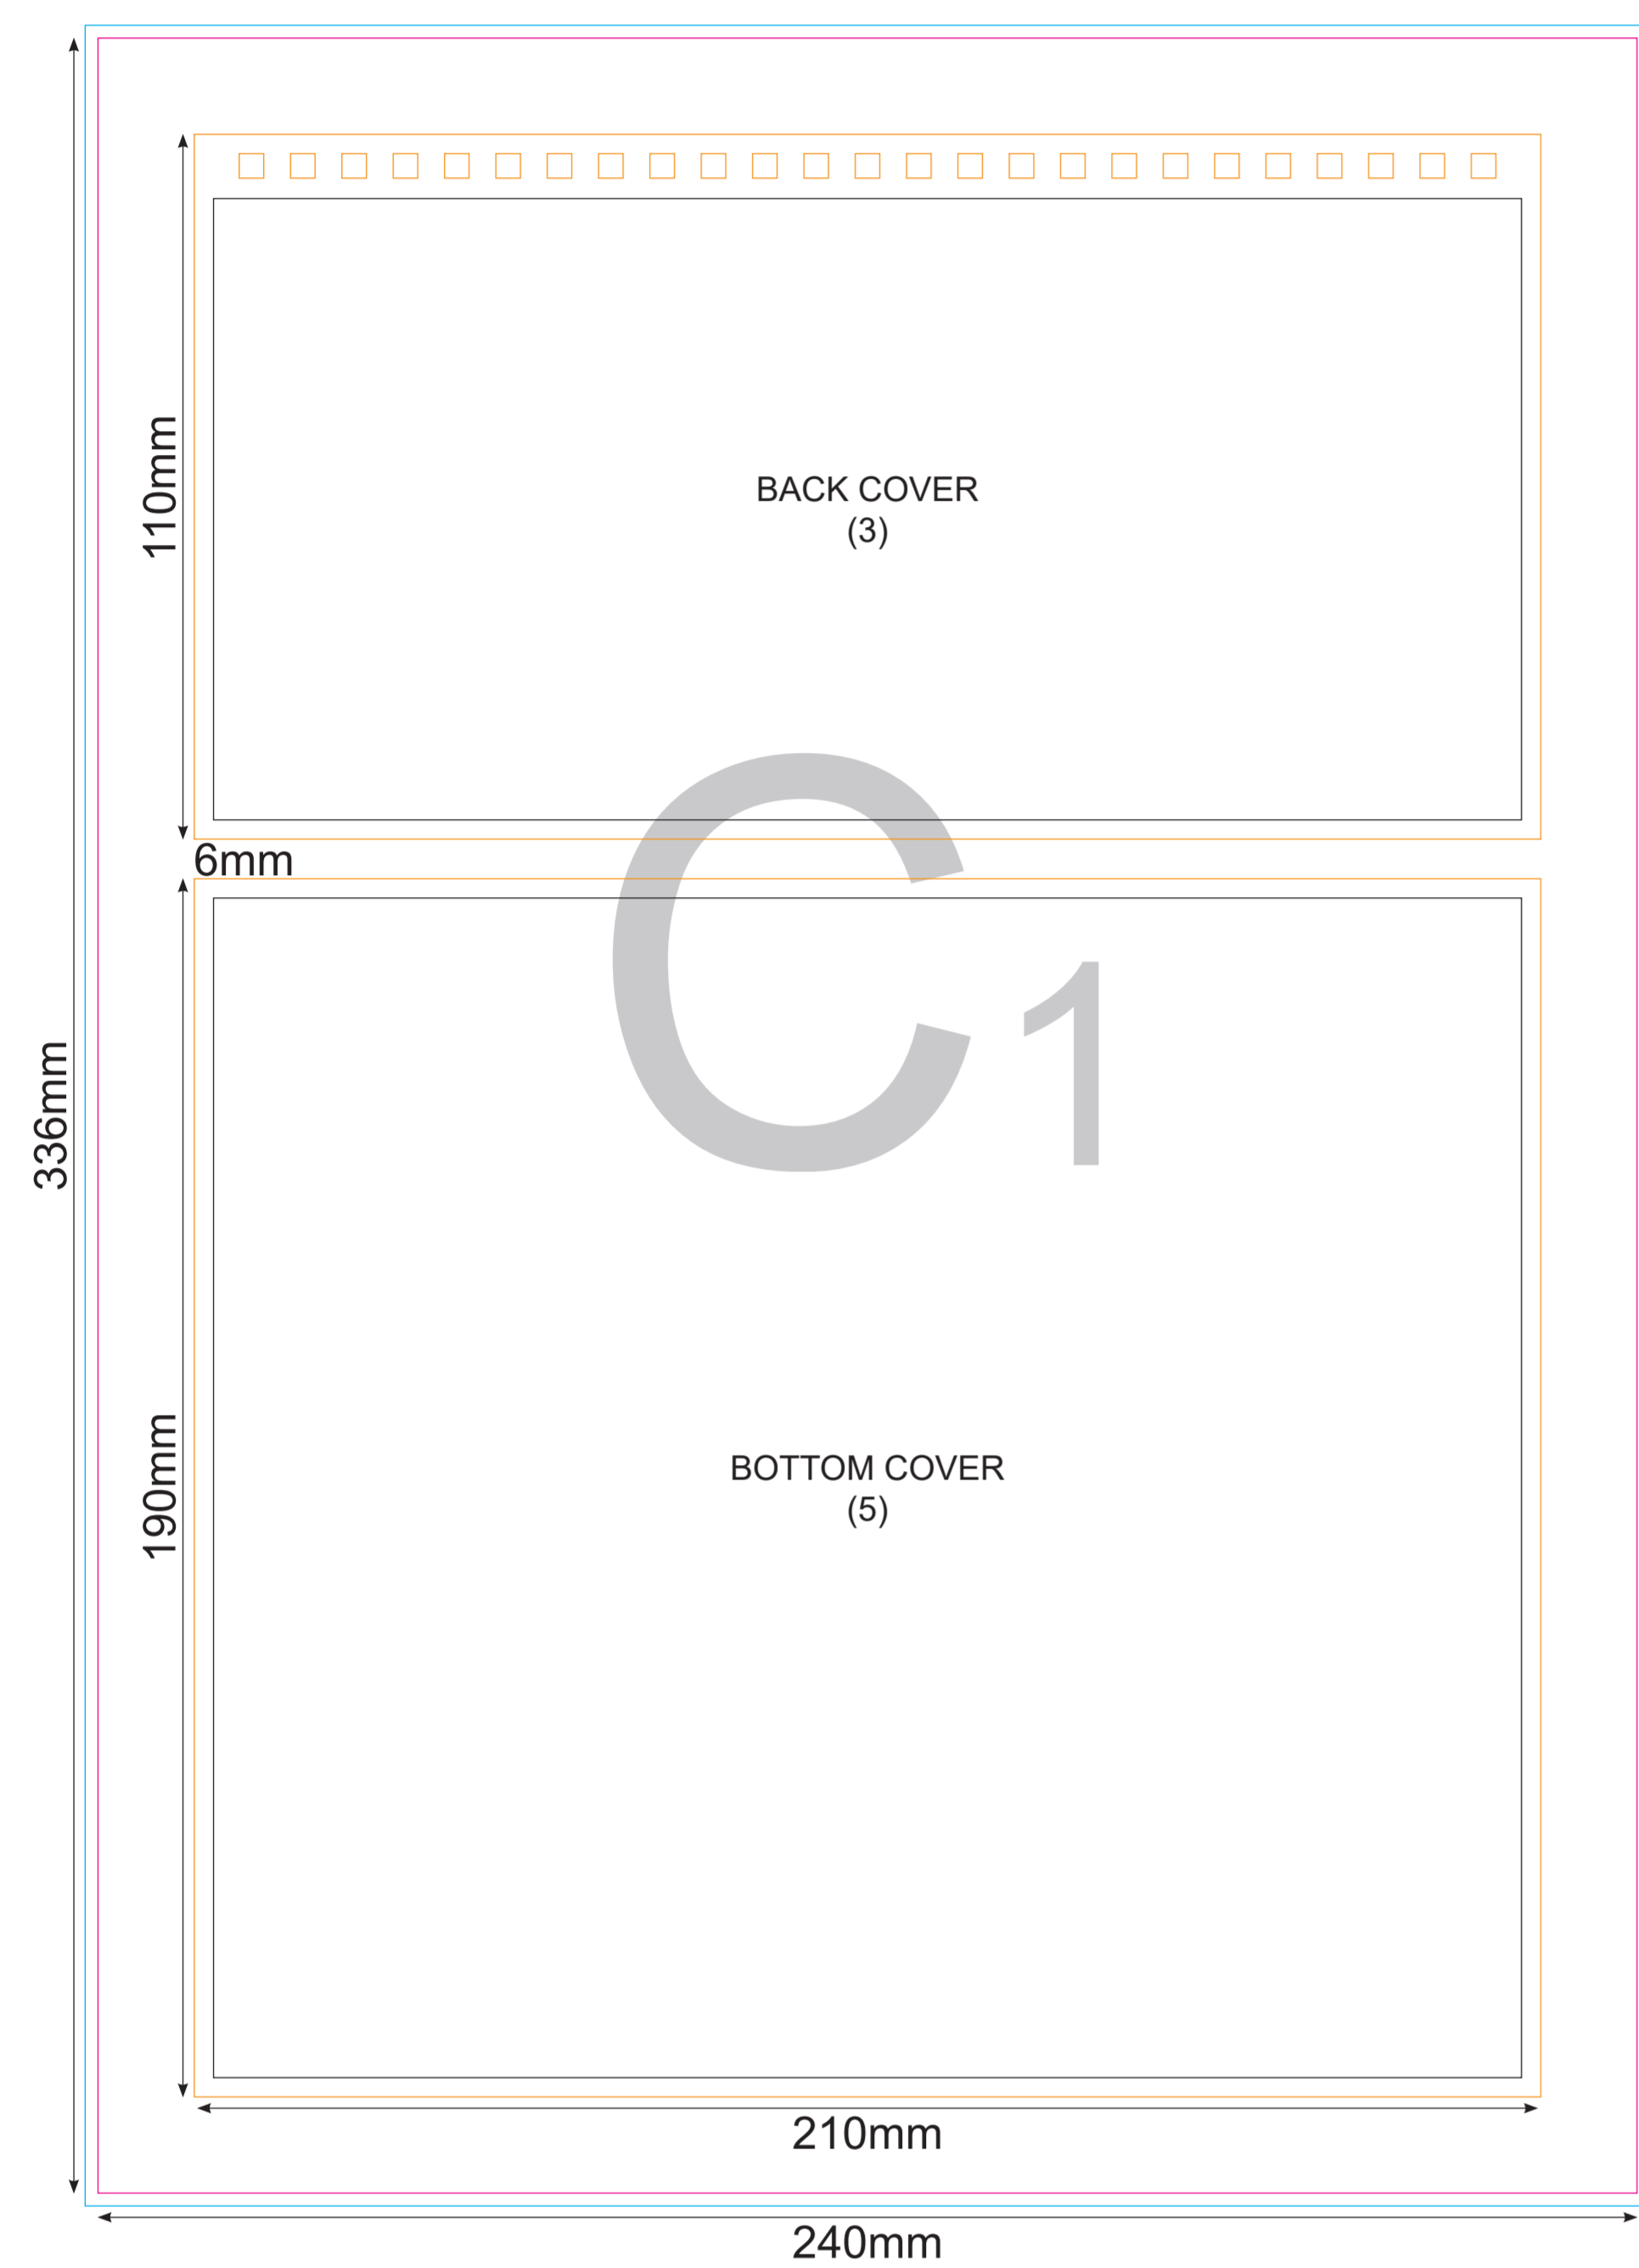 110mm
BACK COVER
(3)
6mm
C1
336mm
190mm
BOTTOM COVER
(5)
210mm
240mm